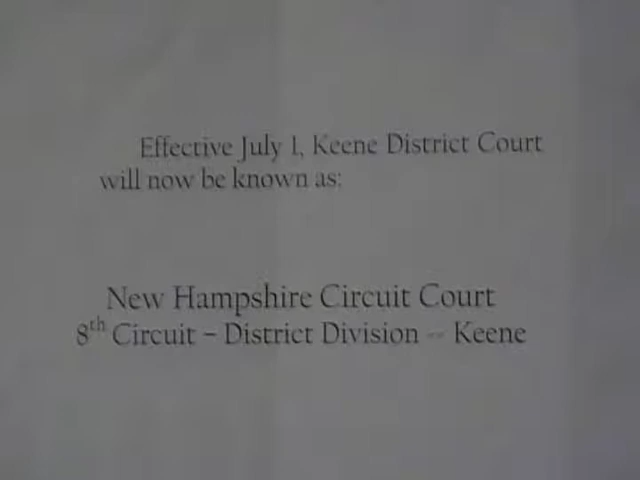 Effective July 1, Keene District Court
will now be known as:
New Hampshire Circuit Court
8th Circuit – District Division -- Keene